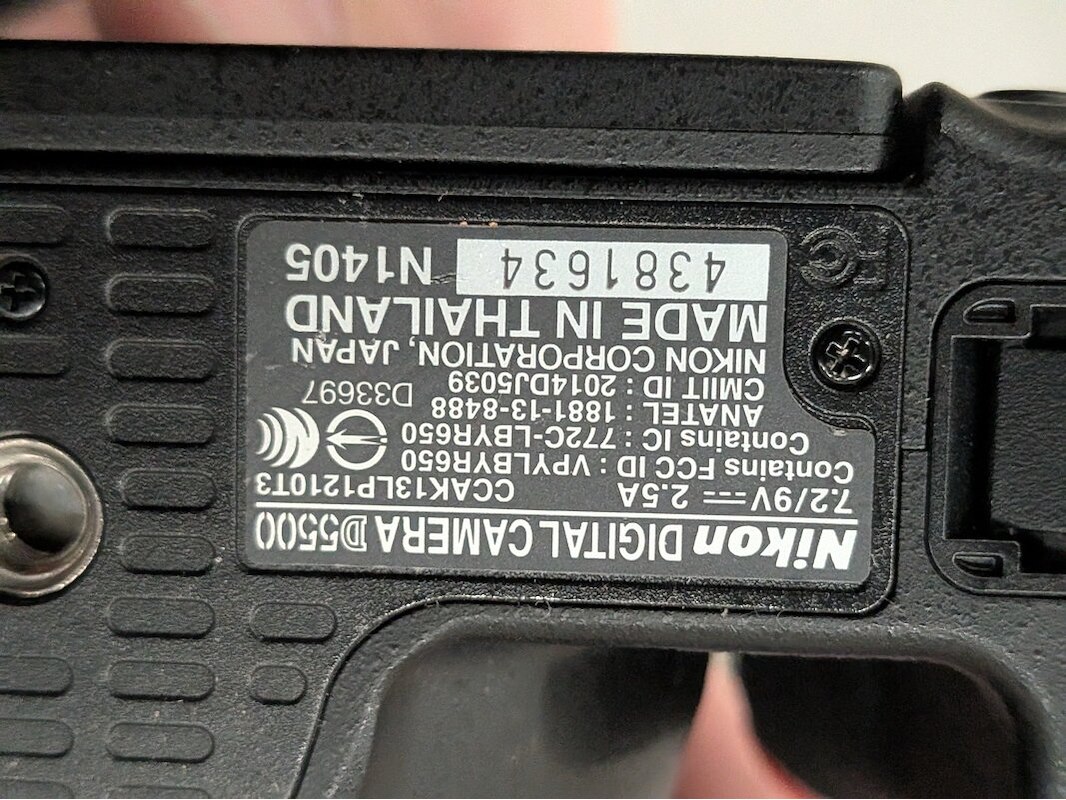 Nikon DIGITAL CAMERA D5500
7.2/9V⎓2.5A CCAK13LP1210T3
Contains FCC ID : VPYLBYR650
Contains IC : 772C-LBYR650
ANATEL : 1881-13-8488
CMIIT ID : 2014DJ5039 D33697
NIKON CORPORATION, JAPAN
MADE IN THAILAND
4381634 N1405